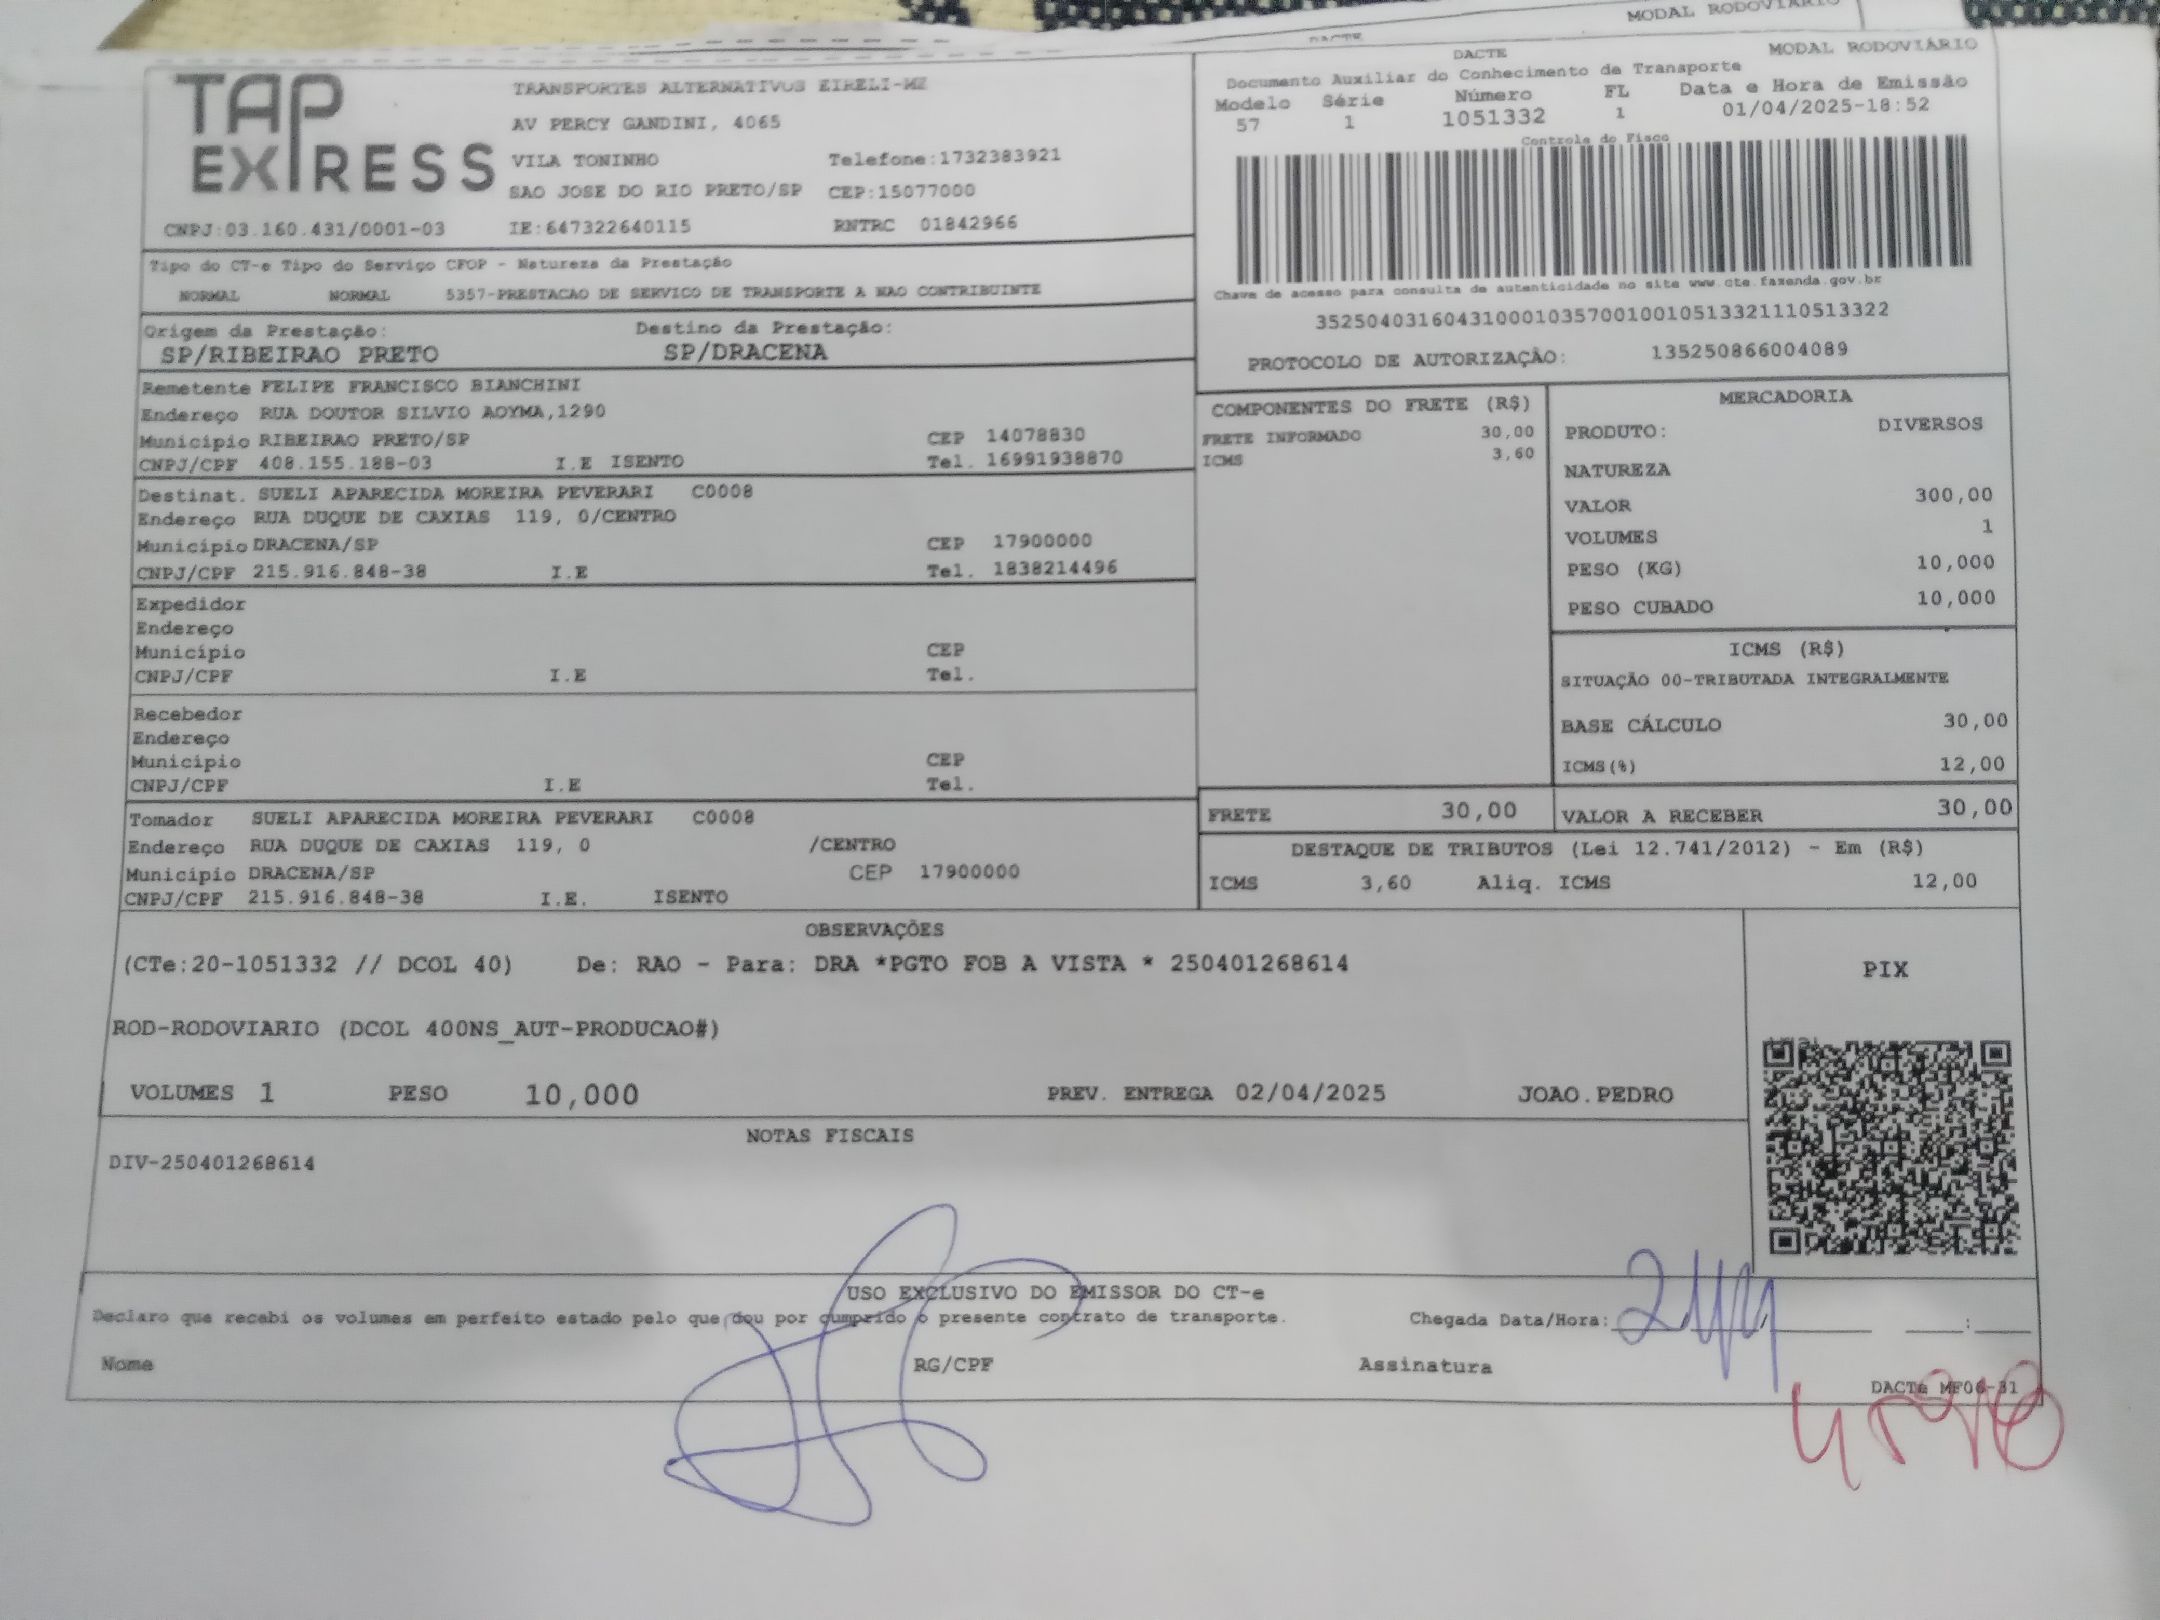 MODAL RODOVIÁRIO
DACTE
TAP
EXPRESS
TRANSPORTES ALTERNATIVOS EIRELI-ME
AV PERCY GANDINI, 4065
VILA TONINHO Telefone:1732383921
SAO JOSE DO RIO PRETO/SP CEP:15077000
CNPJ:03.160.431/0001-03 IE:647322640115 RNTRC 01842966
DACTE MODAL RODOVIÁRIO
Documento Auxiliar do Conhecimento de Transporte
Modelo Série Número FL Data e Hora de Emissão
57 1 1051332 1 01/04/2025-18:52
Controle do Fisco
Chave de acesso para consulta de autenticidade no site www.cte.fazenda.gov.br
35250403160431000103570010010513321110513322
PROTOCOLO DE AUTORIZAÇÃO: 135250866004089
Tipo do CT-e Tipo do Serviço CFOP - Natureza da Prestação
NORMAL NORMAL 5357-PRESTACAO DE SERVICO DE TRANSPORTE A NAO CONTRIBUINTE
Origem da Prestação: Destino da Prestação:
SP/RIBEIRAO PRETO SP/DRACENA
Remetente FELIPE FRANCISCO BIANCHINI
Endereço RUA DOUTOR SILVIO AOYMA,1290
Município RIBEIRAO PRETO/SP CEP 14078830
CNPJ/CPF 408.155.188-03 I.E ISENTO Tel. 16991938870
Destinat. SUELI APARECIDA MOREIRA PEVERARI C0008
Endereço RUA DUQUE DE CAXIAS 119, 0/CENTRO
Município DRACENA/SP CEP 17900000
CNPJ/CPF 215.916.848-38 I.E Tel. 1838214496
Expedidor
Endereço
Município CEP
CNPJ/CPF I.E Tel.
Recebedor
Endereço
Município CEP
CNPJ/CPF I.E Tel.
Tomador SUELI APARECIDA MOREIRA PEVERARI C0008
Endereço RUA DUQUE DE CAXIAS 119, 0 /CENTRO
Município DRACENA/SP CEP 17900000
CNPJ/CPF 215.916.848-38 I.E. ISENTO
COMPONENTES DO FRETE (R$)
FRETE INFORMADO 30,00
ICMS 3,60
MERCADORIA
PRODUTO: DIVERSOS
NATUREZA
VALOR 300,00
VOLUMES 1
PESO (KG) 10,000
PESO CUBADO 10,000
ICMS (R$)
SITUAÇÃO 00-TRIBUTADA INTEGRALMENTE
BASE CÁLCULO 30,00
ICMS(%) 12,00
FRETE 30,00 VALOR A RECEBER 30,00
DESTAQUE DE TRIBUTOS (Lei 12.741/2012) - Em (R$)
ICMS 3,60 Aliq. ICMS 12,00
OBSERVAÇÕES
(CTe:20-1051332 // DCOL 40) De: RAO - Para: DRA *PGTO FOB A VISTA * 250401268614
ROD-RODOVIARIO (DCOL 400NS_AUT-PRODUCAO#)
VOLUMES 1 PESO 10,000 PREV. ENTREGA 02/04/2025 JOAO.PEDRO
PIX
NOTAS FISCAIS
DIV-250401268614
USO EXCLUSIVO DO EMISSOR DO CT-e
Declaro que recebi os volumes em perfeito estado pelo que dou por cumprido o presente contrato de transporte. Chegada Data/Hora:
Nome RG/CPF Assinatura
DACTe MF06-31